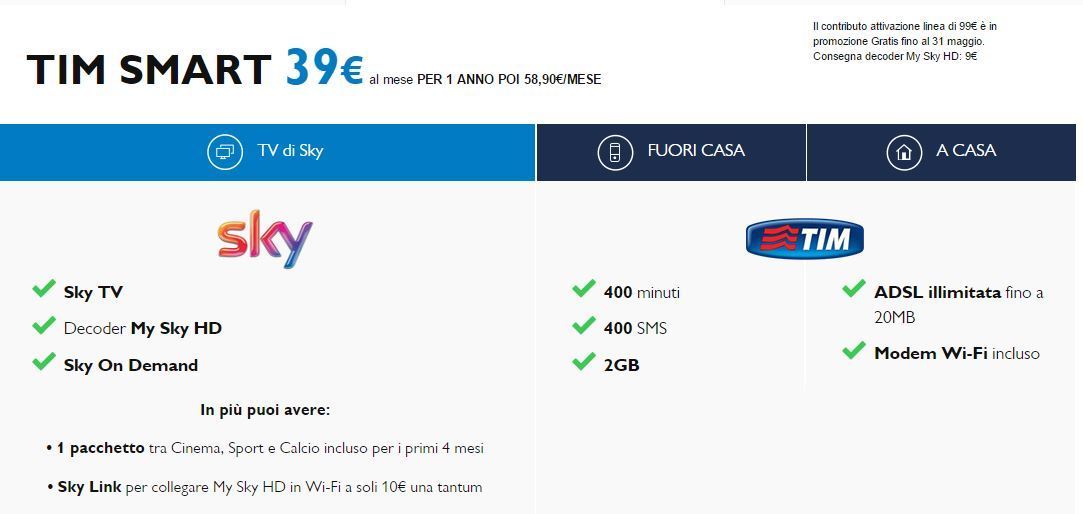 Il contributo attivazione linea di 99€ è in
promozione Gratis fino al 31 maggio.
Consegna decoder My Sky HD: 9€
TIM SMART 39€ al mese PER 1 ANNO POI 58,90€/MESE
TV di Sky
FUORI CASA
A CASA
sky
TIM
Sky TV
Decoder My Sky HD
Sky On Demand
In più puoi avere:
• 1 pacchetto tra Cinema, Sport e Calcio incluso per i primi 4 mesi
• Sky Link per collegare My Sky HD in Wi-Fi a soli 10€ una tantum
400 minuti
400 SMS
2GB
ADSL illimitata fino a
20MB
Modem Wi-Fi incluso